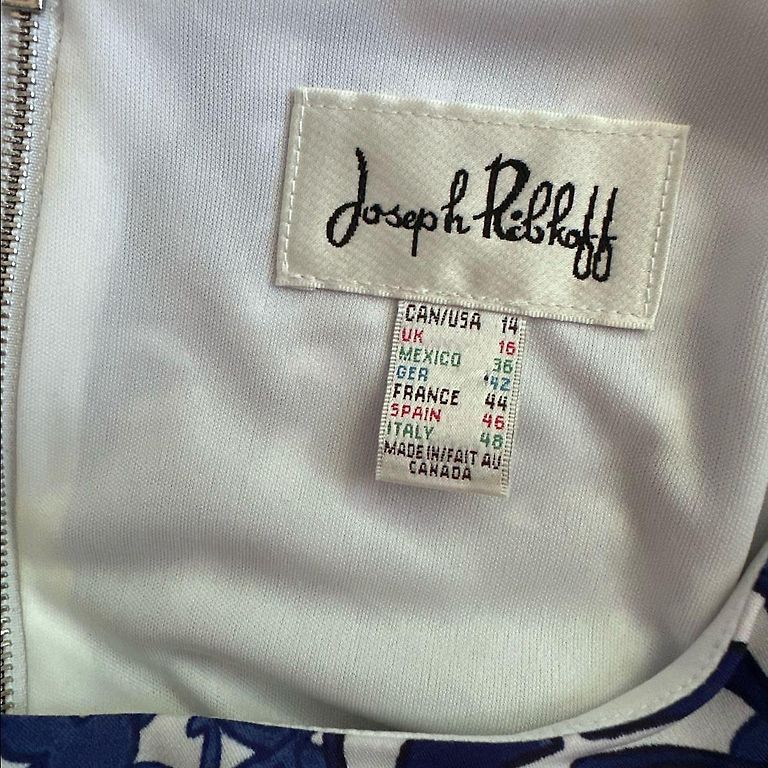 Joseph Ribkoff
CAN/USA 14
UK 16
MEXICO 36
GER 42
FRANCE 44
SPAIN 46
ITALY 48
MADE IN/FAIT AU
CANADA